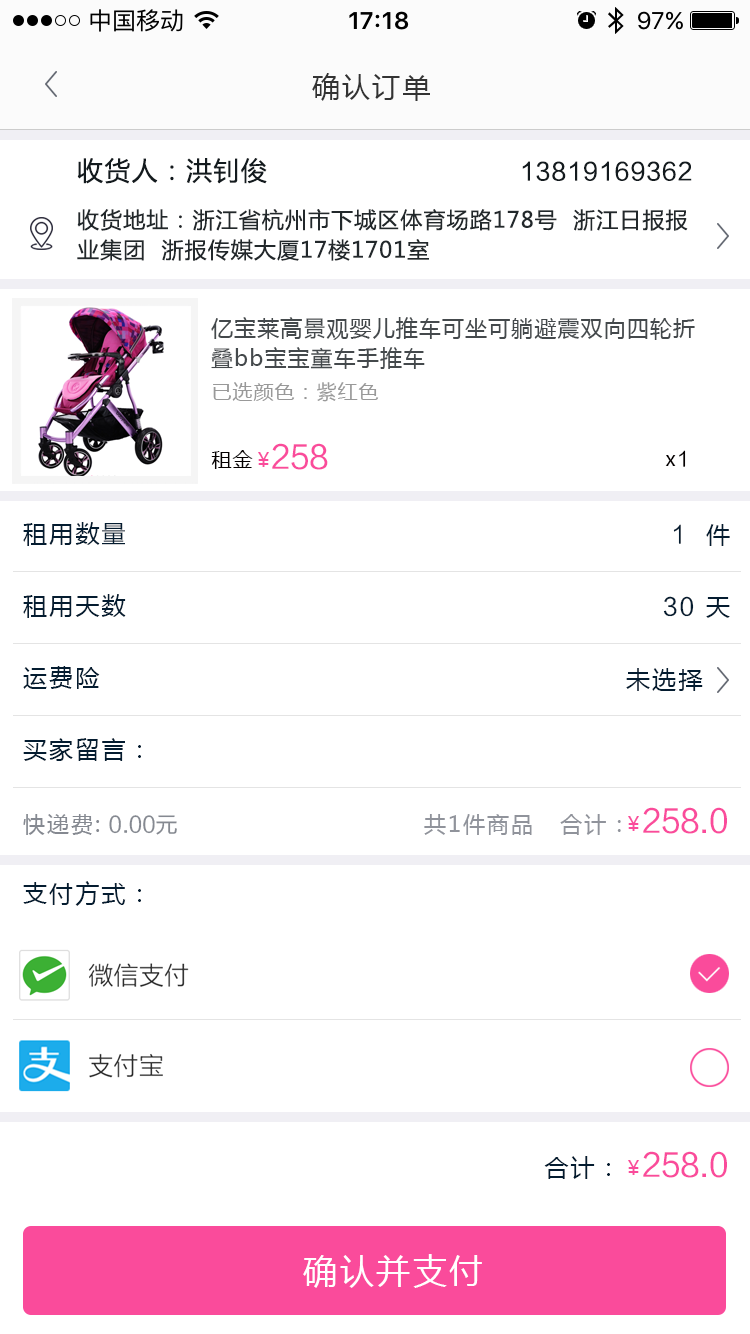 中国移动
17:18
97%
确认订单
收货人：洪钊俊
13819169362
收货地址：浙江省杭州市下城区体育场路178号 浙江日报报
业集团 浙报传媒大厦17楼1701室
亿宝莱高景观婴儿推车可坐可躺避震双向四轮折
叠bb宝宝童车手推车
已选颜色：紫红色
租金¥258
x1
租用数量
1 件
租用天数
30 天
运费险
未选择
买家留言：
快递费: 0.00元
共1件商品 合计：¥258.0
支付方式：
微信支付
支 支付宝
合计：¥258.0
确认并支付